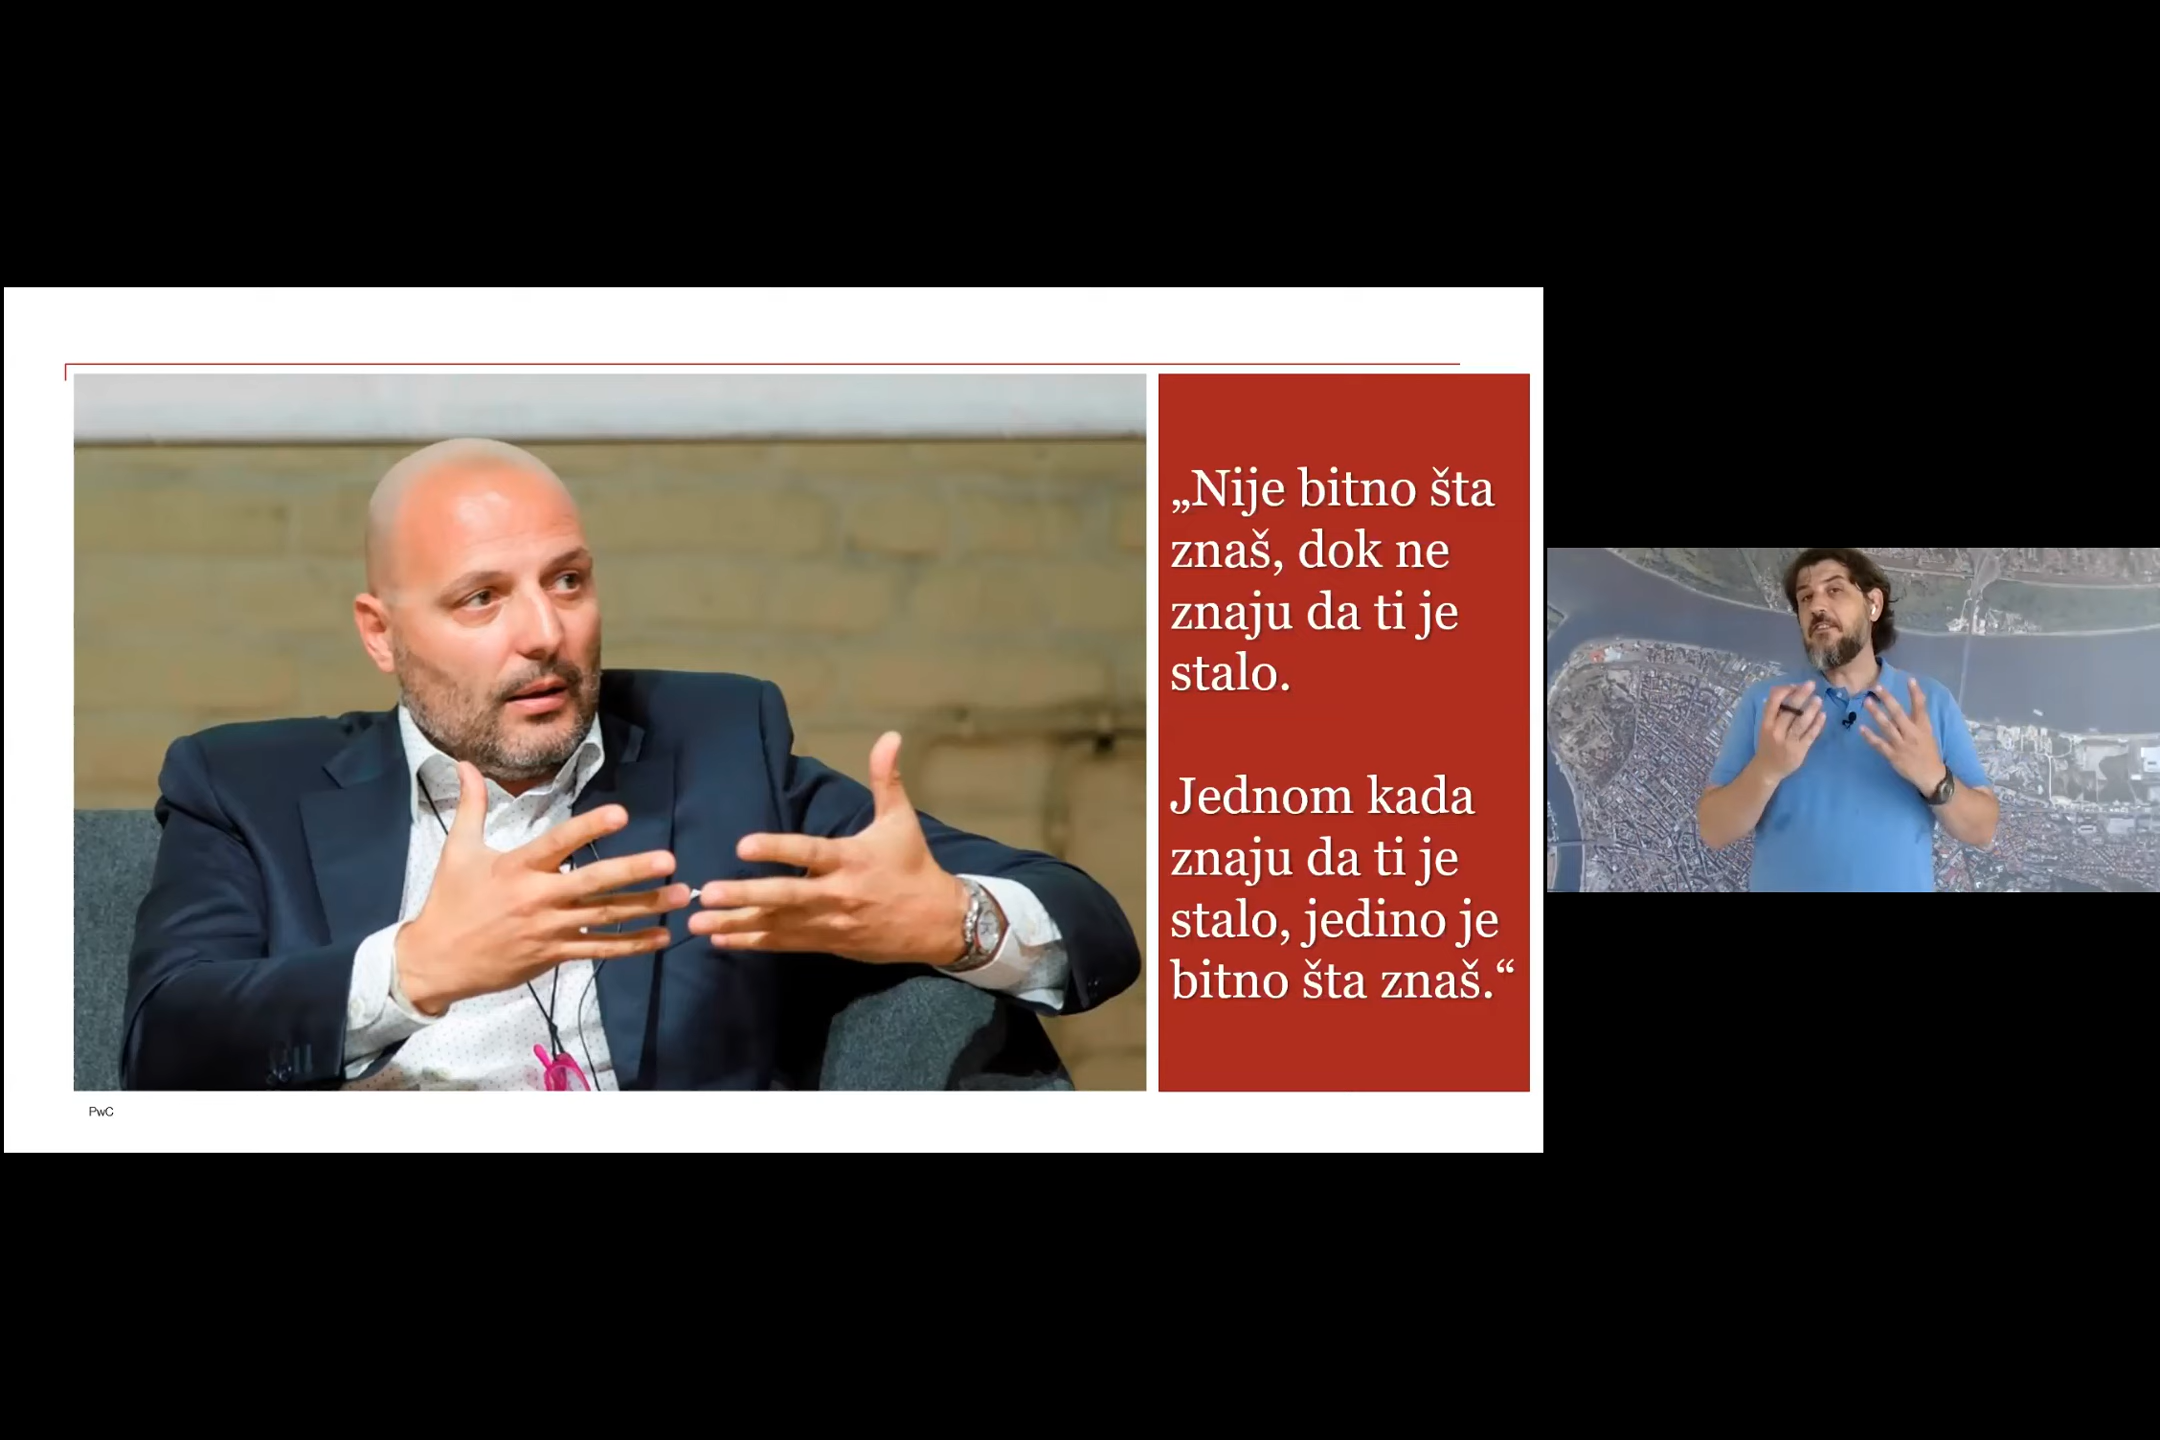 „Nije bitno šta
znaš, dok ne
znaju da ti je
stalo.
Jednom kada
znaju da ti je
stalo, jedino je
bitno šta znaš.“
PwC